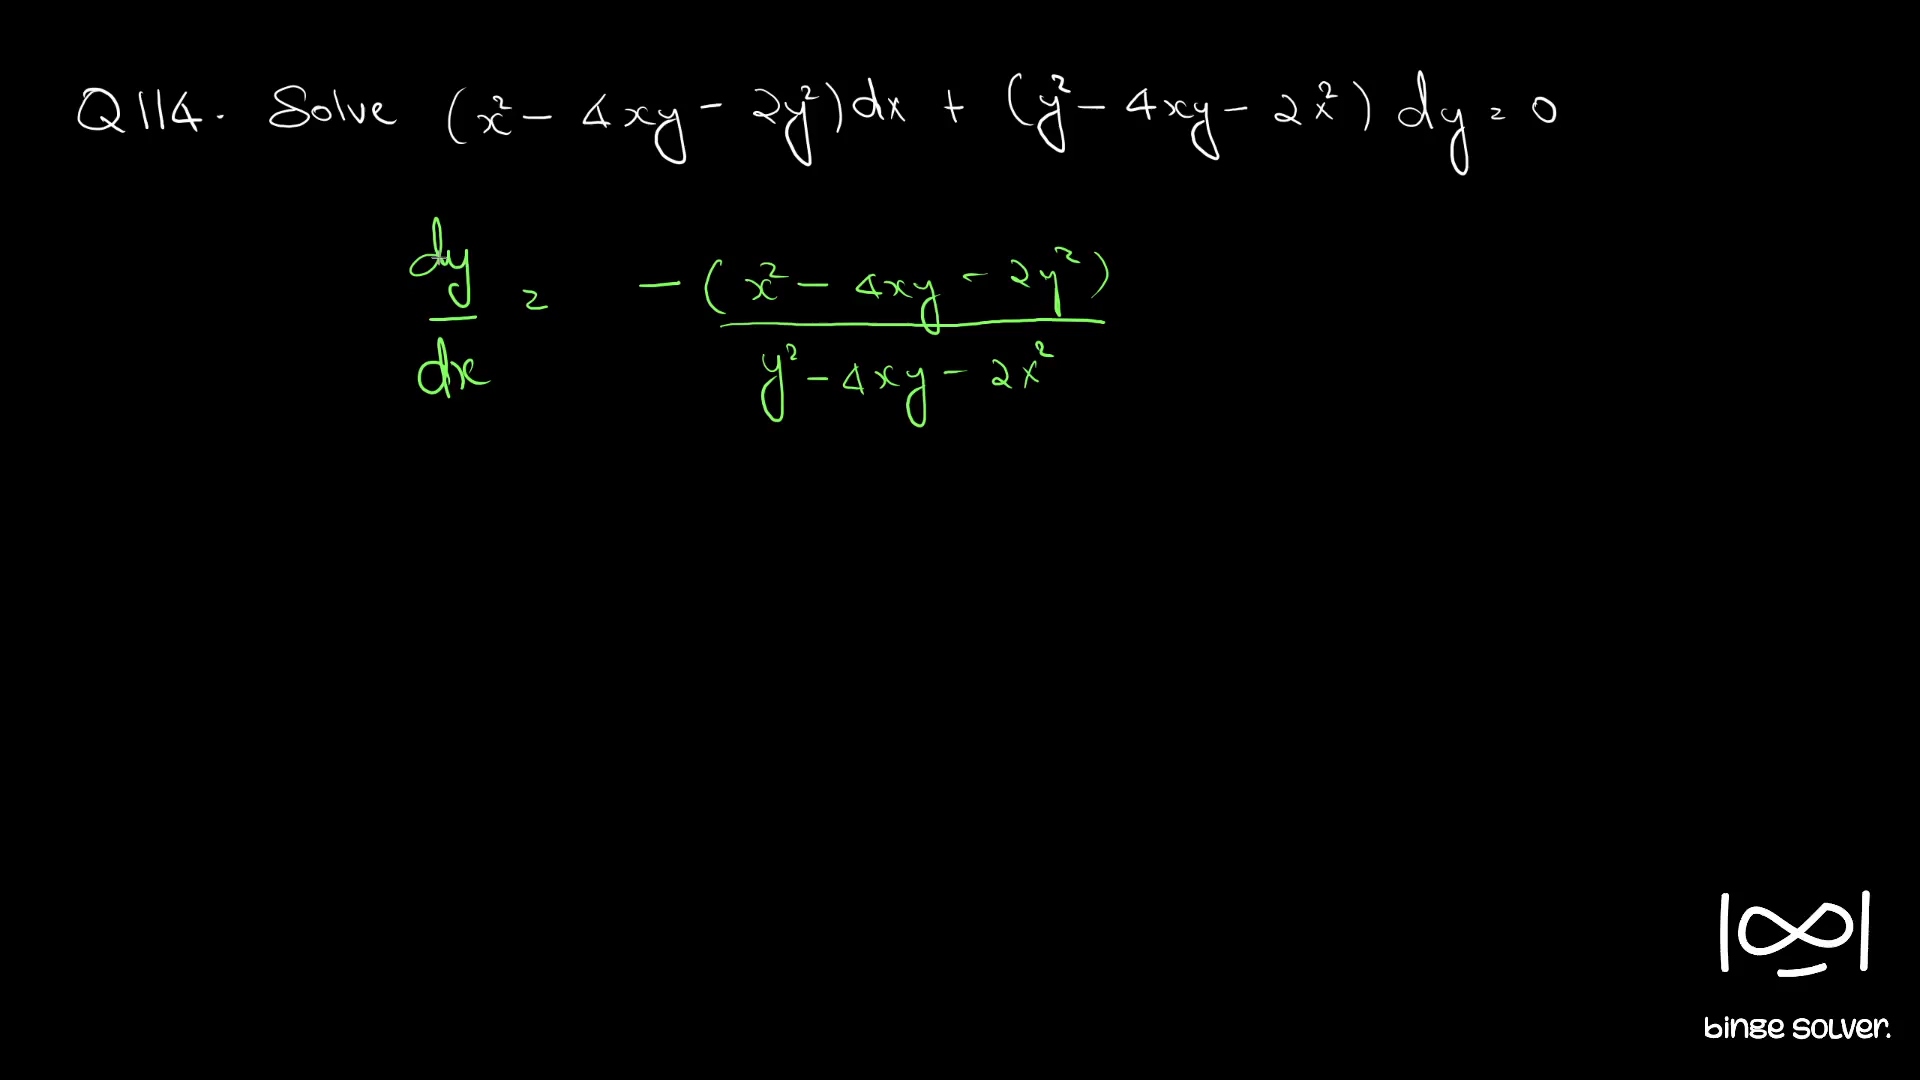 Q114. Solve (x² - 4xy - 2y²)dx + (y² - 4xy - 2x²) dy = 0
dy/dx = -(x² - 4xy - 2y²)/(y² - 4xy - 2x²)
binge solver.